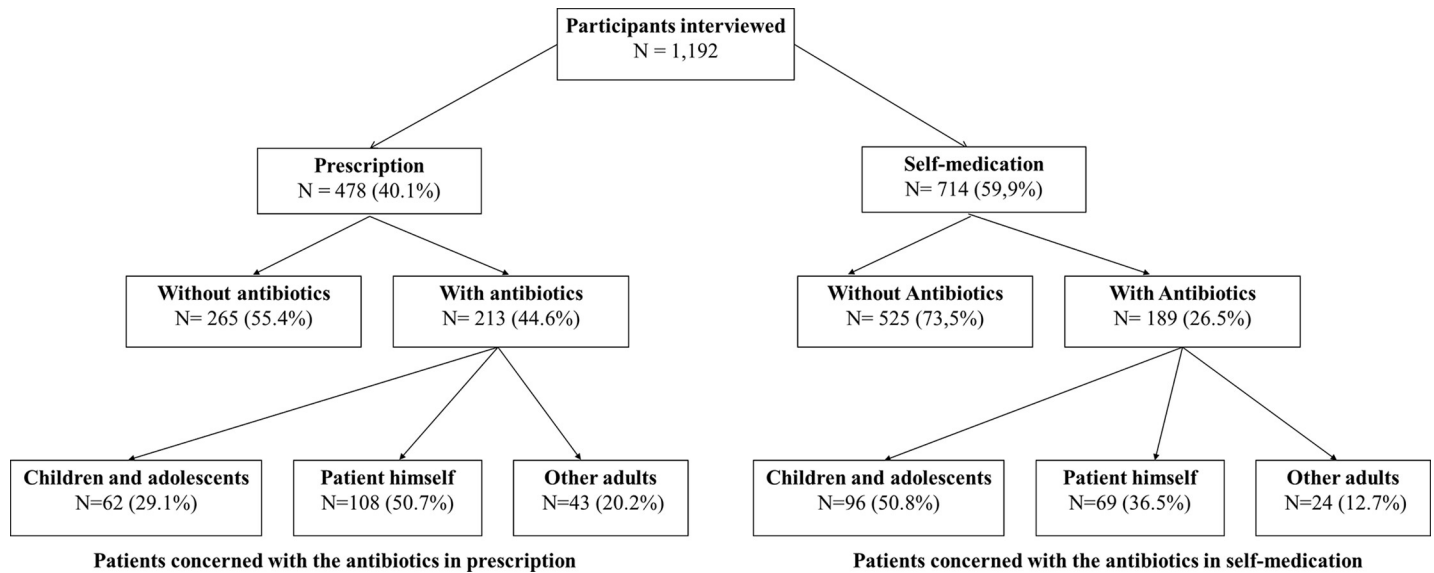 Participants interviewed
N = 1,192
Prescription
N = 478 (40.1%)
Self-medication
N= 714 (59,9%)
Without antibiotics
N= 265 (55.4%)
With antibiotics
N= 213 (44.6%)
Without Antibiotics
N= 525 (73,5%)
With Antibiotics
N= 189 (26.5%)
Children and adolescents
N=62 (29.1%)
Patient himself
N=108 (50.7%)
Other adults
N=43 (20.2%)
Children and adolescents
N=96 (50.8%)
Patient himself
N=69 (36.5%)
Other adults
N=24 (12.7%)
Patients concerned with the antibiotics in prescription
Patients concerned with the antibiotics in self-medication